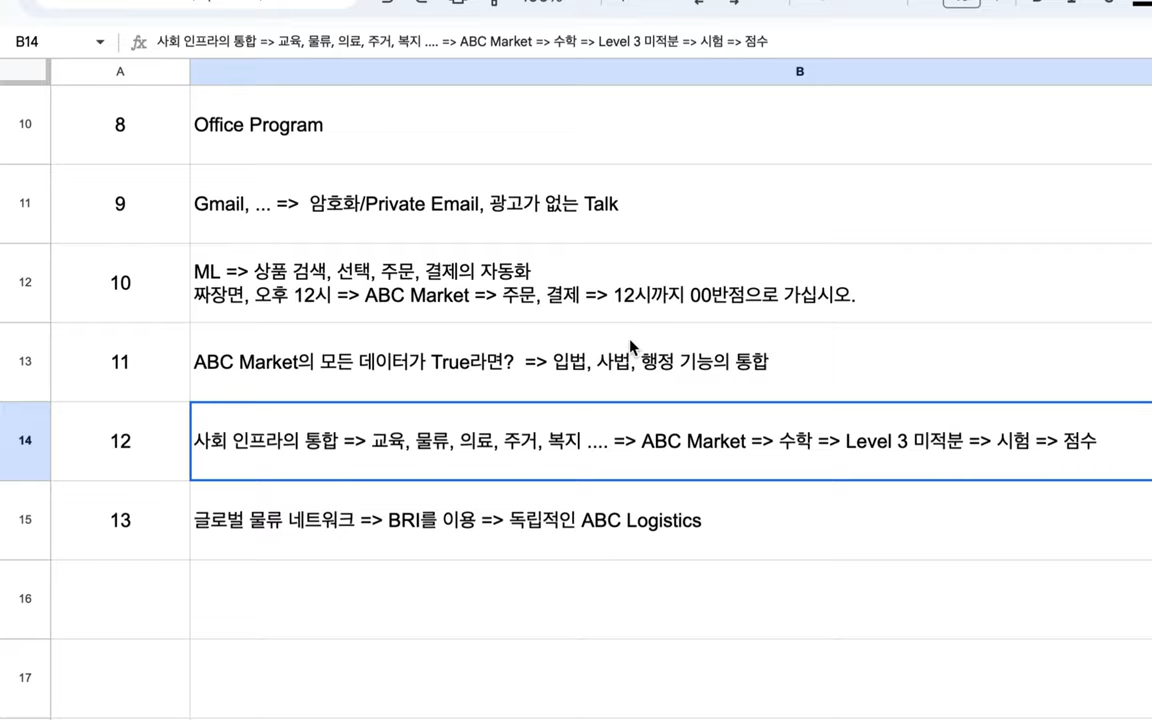 B14
fx 사회 인프라의 통합 => 교육, 물류, 의료, 주거, 복지 .... => ABC Market => 수학 => Level 3 미적분 => 시험 => 점수
A B
10 8 Office Program
11 9 Gmail, ... => 암호화/Private Email, 광고가 없는 Talk
12 10 ML => 상품 검색, 선택, 주문, 결제의 자동화
짜장면, 오후 12시 => ABC Market => 주문, 결제 => 12시까지 00반점으로 가십시오.
13 11 ABC Market의 모든 데이터가 True라면? => 입법, 사법, 행정 기능의 통합
14 12 사회 인프라의 통합 => 교육, 물류, 의료, 주거, 복지 .... => ABC Market => 수학 => Level 3 미적분 => 시험 => 점수
15 13 글로벌 물류 네트워크 => BRI를 이용 => 독립적인 ABC Logistics
16
17